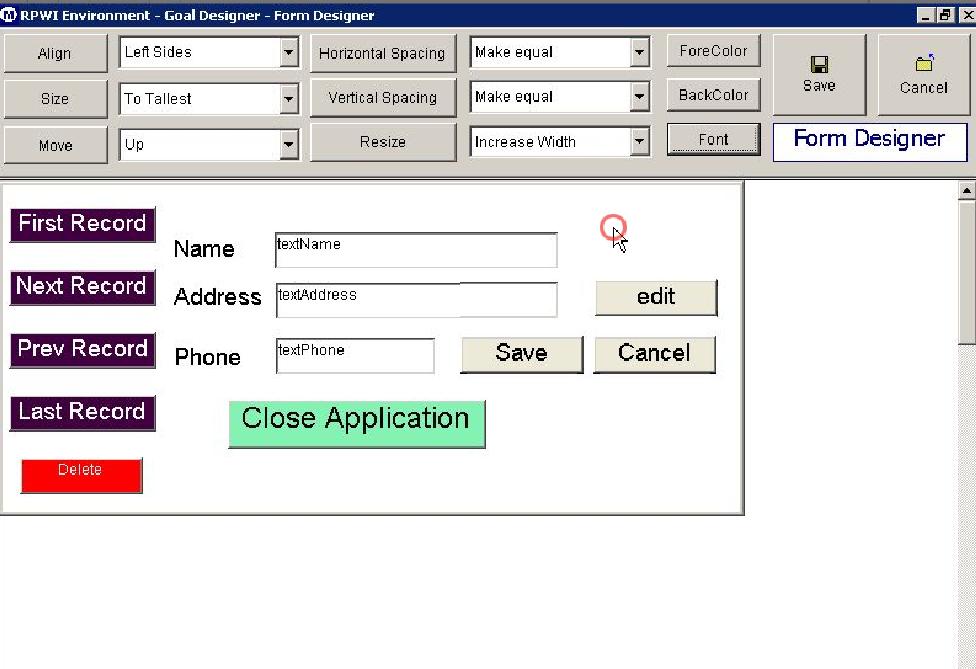 RPWI Environment - Goal Designer - Form Designer
Align Left Sides Horizontal Spacing Make equal ForeColor
Size To Tallest Vertical Spacing Make equal BackColor Save Cancel
Move Up Resize Increase Width Font Form Designer
First Record
Name textName
Next Record Address textAddress edit
Prev Record Phone textPhone Save Cancel
Last Record Close Application
Delete